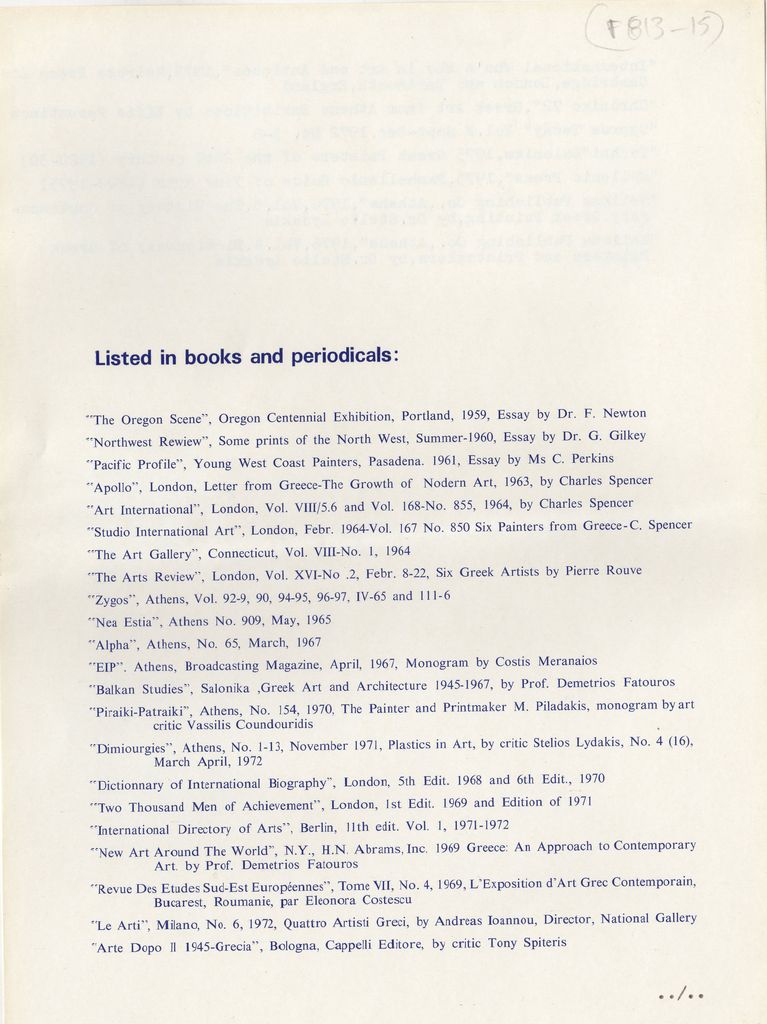 (F 813-15)
Listed in books and periodicals:
"The Oregon Scene", Oregon Centennial Exhibition, Portland, 1959, Essay by Dr. F. Newton
"Northwest Rewiew", Some prints of the North West, Summer-1960, Essay by Dr. G. Gilkey
"Pacific Profile", Young West Coast Painters, Pasadena. 1961, Essay by Ms C. Perkins
"Apollo", London, Letter from Greece-The Growth of Nodern Art, 1963, by Charles Spencer
"Art International", London, Vol. VIII/5.6 and Vol. 168-No. 855, 1964, by Charles Spencer
"Studio International Art", London, Febr. 1964-Vol. 167 No. 850 Six Painters from Greece-C. Spencer
"The Art Gallery", Connecticut, Vol. VIII-No. 1, 1964
"The Arts Review", London, Vol. XVI-No .2, Febr. 8-22, Six Greek Artists by Pierre Rouve
"Zygos", Athens, Vol. 92-9, 90, 94-95, 96-97, IV-65 and 111-6
"Nea Estia", Athens No. 909, May, 1965
"Alpha", Athens, No. 65, March, 1967
"EIP". Athens, Broadcasting Magazine, April, 1967, Monogram by Costis Meranaios
"Balkan Studies", Salonika ,Greek Art and Architecture 1945-1967, by Prof. Demetrios Fatouros
"Piraiki-Patraiki", Athens, No. 154, 1970, The Painter and Printmaker M. Piladakis, monogram by art
critic Vassilis Coundouridis
"Dimiourgies", Athens, No. 1-13, November 1971, Plastics in Art, by critic Stelios Lydakis, No. 4 (16),
March April, 1972
"Dictionnary of International Biography", London, 5th Edit. 1968 and 6th Edit., 1970
"Two Thousand Men of Achievement", London, 1st Edit. 1969 and Edition of 1971
"International Directory of Arts", Berlin, 11th edit. Vol. 1, 1971-1972
"New Art Around The World", N.Y., H.N. Abrams, Inc. 1969 Greece: An Approach to Contemporary
Art. by Prof. Demetrios Fatouros
"Revue Des Etudes Sud-Est Européennes", Tome VII, No. 4, 1969, L'Exposition d'Art Grec Contemporain,
Bucarest, Roumanie, par Eleonora Costescu
"Le Arti", Milano, No. 6, 1972, Quattro Artisti Greci, by Andreas Ioannou, Director, National Gallery
"Arte Dopo Il 1945-Grecia", Bologna, Cappelli Editore, by critic Tony Spiteris
../..